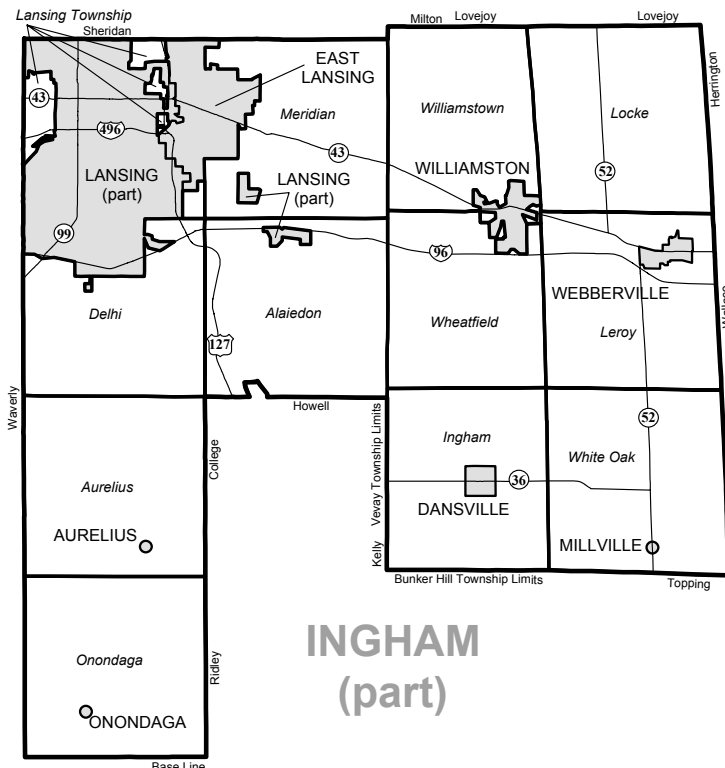 Lansing Township
Sheridan
Milton
Lovejoy
Lovejoy
Herrington
EAST
LANSING
43
Meridian
Williamstown
Locke
496
43
52
WILLIAMSTON
LANSING
(part)
LANSING
(part)
99
96
WEBBERVILLE
Delhi
Alaiedon
Wheatfield
Leroy
127
Waverly
Howell
College
Vevay Township Limits
Kelly
52
Ingham
White Oak
Aurelius
36
DANSVILLE
AURELIUS
MILLVILLE
Bunker Hill Township Limits
Topping
INGHAM
(part)
Onondaga
Ridley
ONONDAGA
Base Line